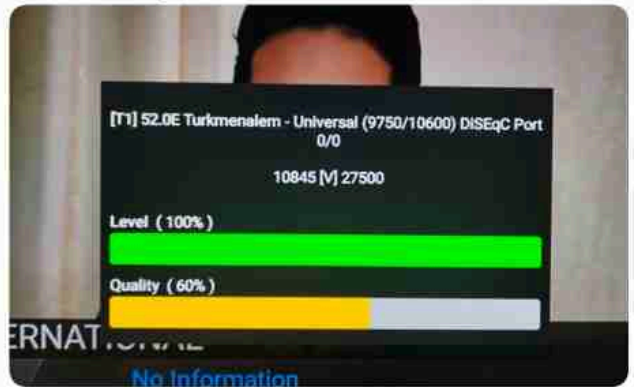 [T1] 52.0E Turkmenalem - Universal (9750/10600) DiSEqC Port
0/0
10845 [V] 27500
Level ( 100% )
Quality ( 60% )
No Information